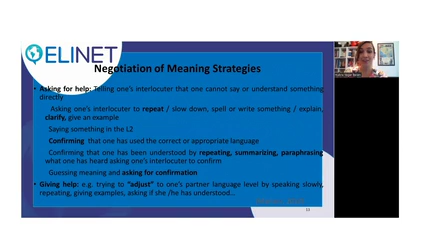 ELINET
Negotiation of Meaning Strategies
• Asking for help: Telling one's interlocuter that one cannot say or understand something
directly
Asking one's interlocuter to repeat / slow down, spell or write something / explain,
clarify, give an example
Saying something in the L2
Confirming that one has used the correct or appropriate language
Confirming that one has been understood by repeating, summarizing, paraphrasing
what one has heard asking one's interlocuter to confirm
Guessing meaning and asking for confirmation
• Giving help: e.g. trying to "adjust" to one's partner language level by speaking slowly,
repeating, giving examples, asking if she /he has understood...